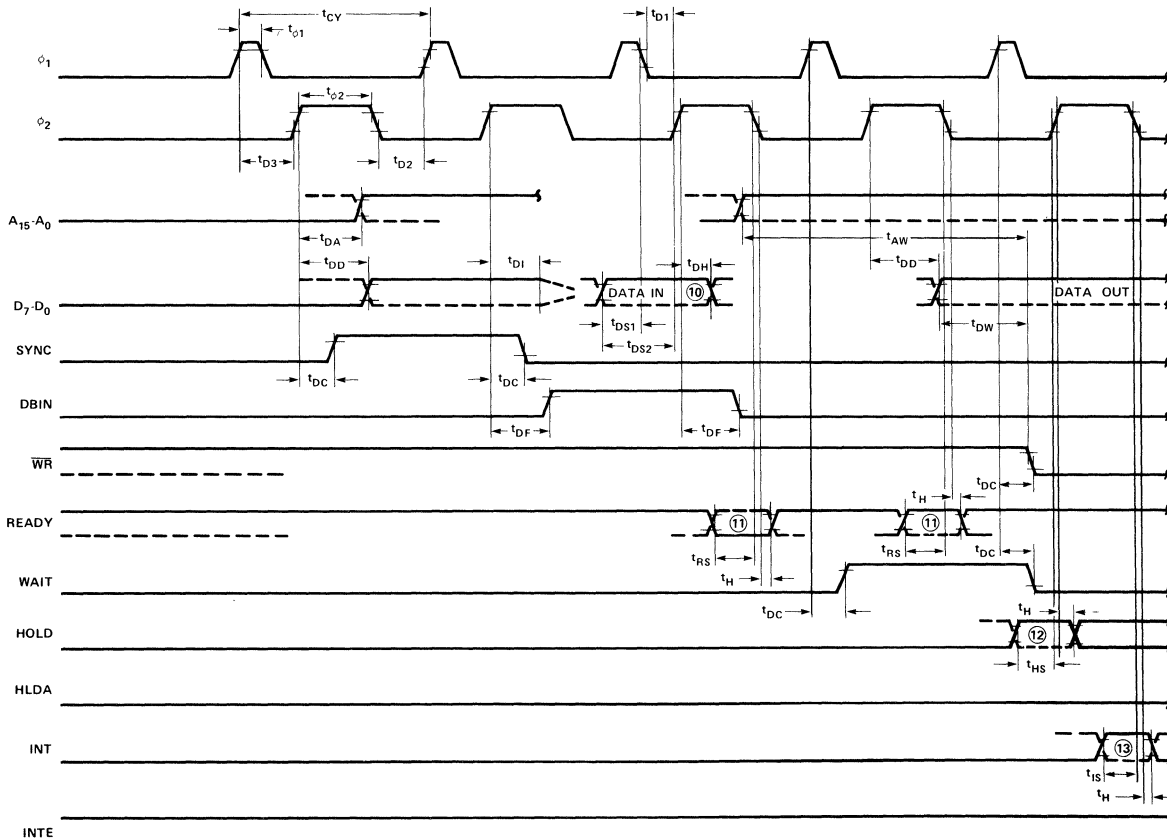 tCY
tD1
tφ1
φ1
tφ2
φ2
tD3
tD2
A15-A0
tDA
tAW
tDD
tDI
tDH
tDD
D7-D0
DATA IN
⑩
DATA OUT
tDS1
tDW
tDS2
SYNC
tDC
tDC
DBIN
tDF
tDF
WR
tDC
tH
READY
⑪
⑪
tRS
tRS
tDC
WAIT
tH
tDC
tH
HOLD
⑫
tHS
HLDA
INT
⑬
tIS
tH
INTE